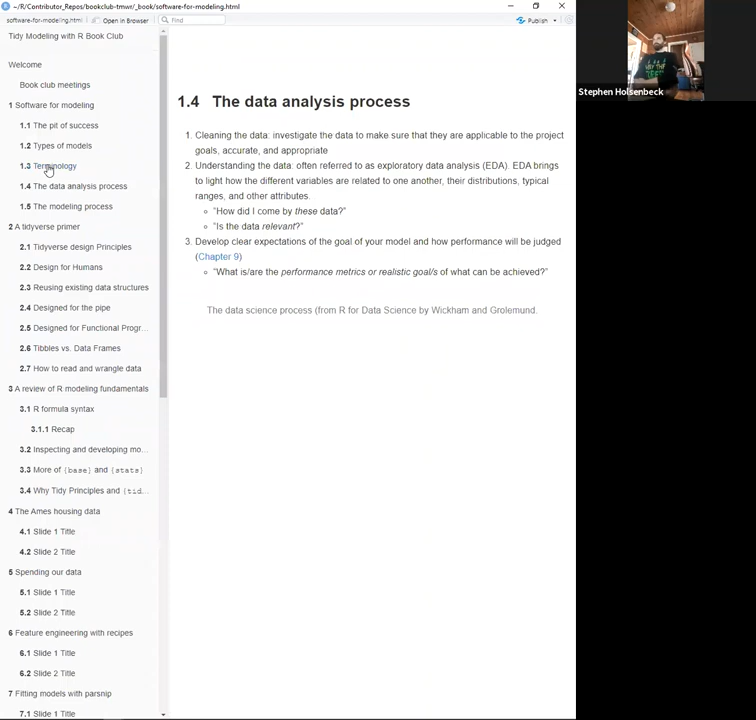 ~/R/Contributor_Repos/bookclub-tmwr/_book/software-for-modeling.html
software-for-modeling.html
Open in Browser
Find
Publish
Tidy Modeling with R Book Club
Welcome
Book club meetings
1 Software for modeling
1.1 The pit of success
1.2 Types of models
1.3 Terminology
1.4 The data analysis process
1.5 The modeling process
2 A tidyverse primer
2.1 Tidyverse design Principles
2.2 Design for Humans
2.3 Reusing existing data structures
2.4 Designed for the pipe
2.5 Designed for Functional Progr...
2.6 Tibbles vs. Data Frames
2.7 How to read and wrangle data
3 A review of R modeling fundamentals
3.1 R formula syntax
3.1.1 Recap
3.2 Inspecting and developing mo...
3.3 More of {base} and {stats}
3.4 Why Tidy Principles and {tid...
4 The Ames housing data
4.1 Slide 1 Title
4.2 Slide 2 Title
5 Spending our data
5.1 Slide 1 Title
5.2 Slide 2 Title
6 Feature engineering with recipes
6.1 Slide 1 Title
6.2 Slide 2 Title
7 Fitting models with parsnip
7.1 Slide 1 Title
1.4 The data analysis process
1. Cleaning the data: investigate the data to make sure that they are applicable to the project
goals, accurate, and appropriate
2. Understanding the data: often referred to as exploratory data analysis (EDA). EDA brings
to light how the different variables are related to one another, their distributions, typical
ranges, and other attributes.
"How did I come by these data?"
"Is the data relevant?"
3. Develop clear expectations of the goal of your model and how performance will be judged
(Chapter 9)
"What is/are the performance metrics or realistic goal/s of what can be achieved?"
The data science process (from R for Data Science by Wickham and Grolemund.
Stephen Holsenbeck